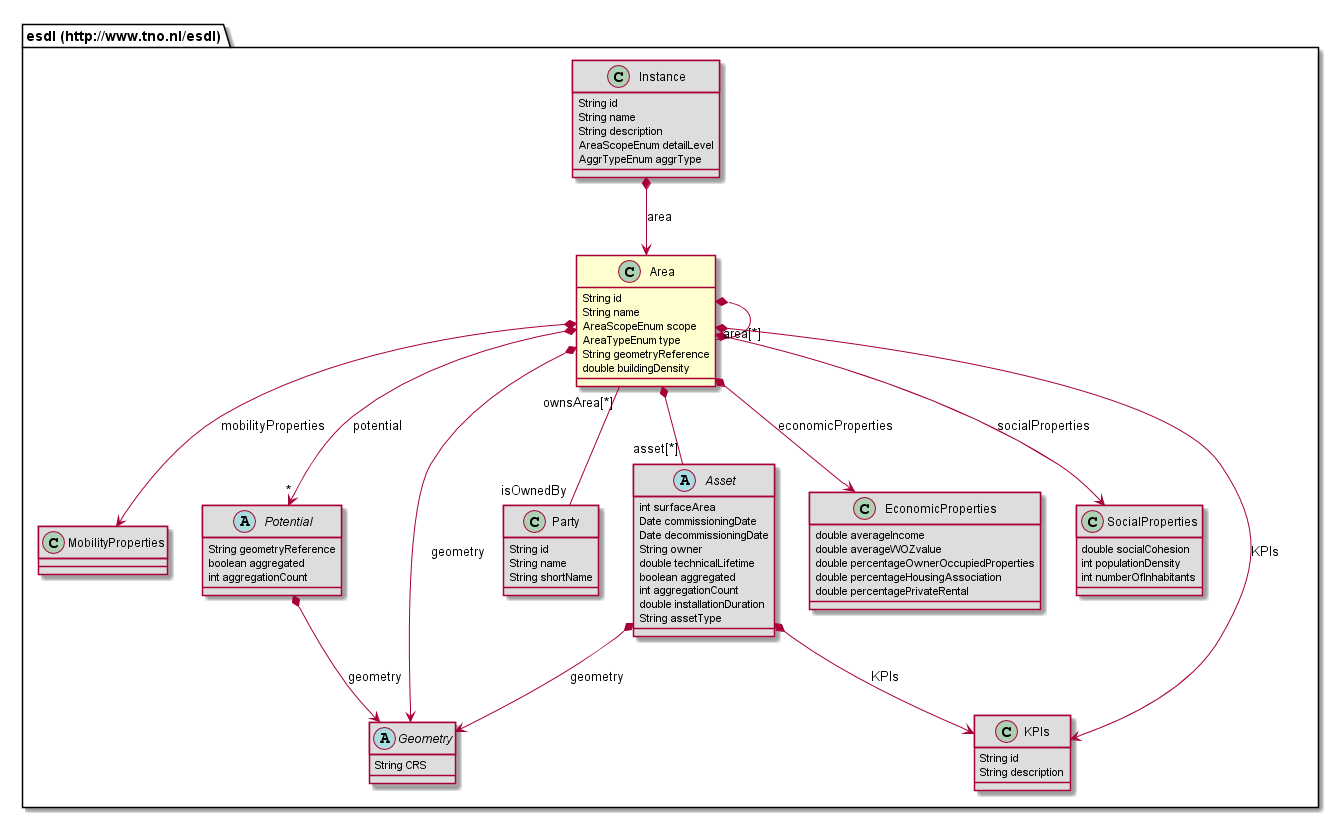 esdl (http://www.tno.nl/esdl)
C Instance
String id
String name
String description
AreaScopeEnum detailLevel
AggrTypeEnum aggrType
area
C Area
String id
String name
AreaScopeEnum scope
AreaTypeEnum type
String geometryReference
double buildingDensity
area[*]
ownsArea[*]
mobilityProperties
potential
economicProperties
socialProperties
asset[*]
*
isOwnedBy
geometry
KPIs
C MobilityProperties
A Potential
String geometryReference
boolean aggregated
int aggregationCount
C Party
String id
String name
String shortName
A Asset
int surfaceArea
Date commissioningDate
Date decommissioningDate
String owner
double technicalLifetime
boolean aggregated
int aggregationCount
double installationDuration
String assetType
C EconomicProperties
double averageIncome
double averageWOZvalue
double percentageOwnerOccupiedProperties
double percentageHousingAssociation
double percentagePrivateRental
C SocialProperties
double socialCohesion
int populationDensity
int numberOfInhabitants
geometry
geometry
KPIs
A Geometry
String CRS
C KPIs
String id
String description